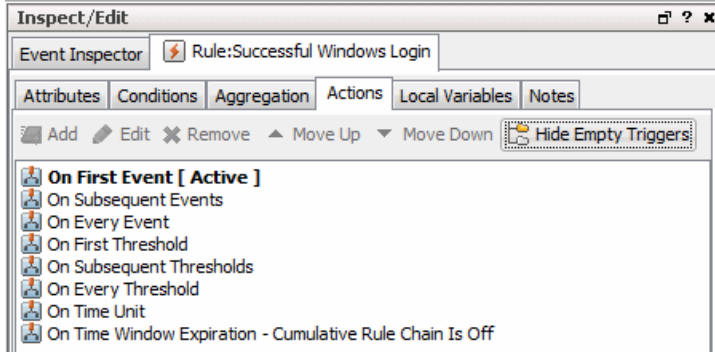 Inspect/Edit ? x
Event Inspector Rule:Successful Windows Login
Attributes Conditions Aggregation Actions Local Variables Notes
Add Edit Remove Move Up Move Down Hide Empty Triggers
On First Event [ Active ]
On Subsequent Events
On Every Event
On First Threshold
On Subsequent Thresholds
On Every Threshold
On Time Unit
On Time Window Expiration - Cumulative Rule Chain Is Off